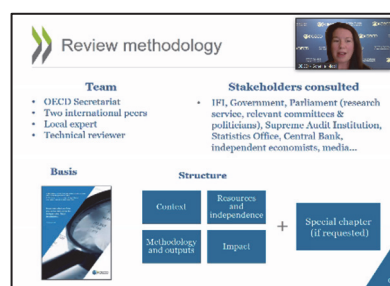 Review methodology
Team
• OECD Secretariat
• Two international peers
• Local expert
• Technical reviewer
Stakeholders consulted
• IFI, Government, Parliament (research
service, relevant committees &
politicians), Supreme Audit Institution,
Statistics Office, Central Bank,
independent economists, media...
Basis
Structure
Context
Resources
and
independence
Methodology
and outputs
Impact
+
Special chapter
(if requested)